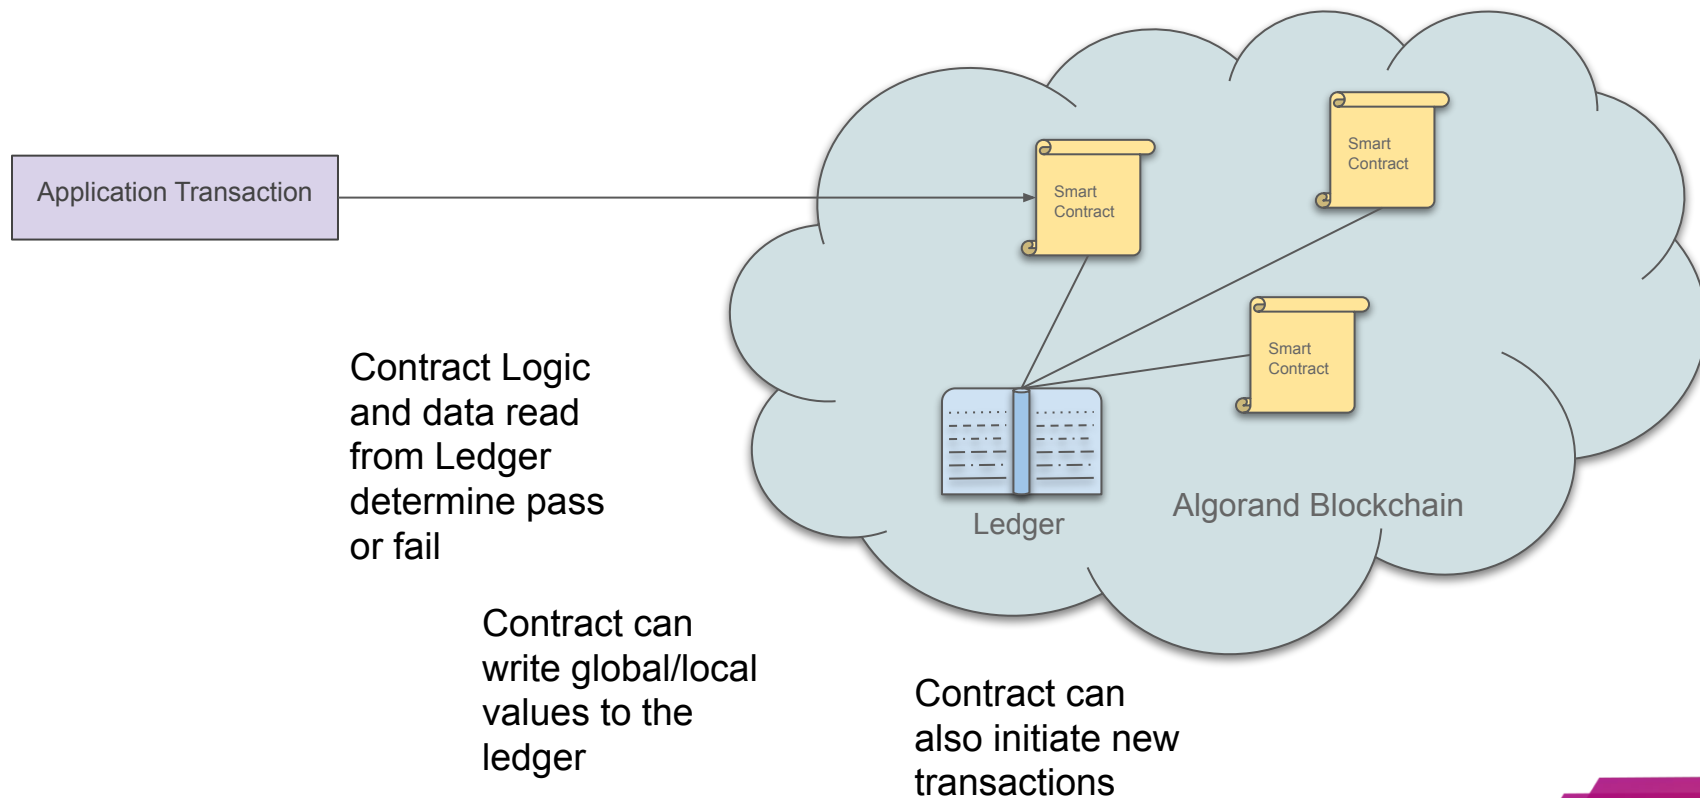 Application Transaction
Smart
Contract
Smart
Contract
Smart
Contract
Ledger
Algorand Blockchain
Contract Logic
and data read
from Ledger
determine pass
or fail
Contract can
write global/local
values to the
ledger
Contract can
also initiate new
transactions